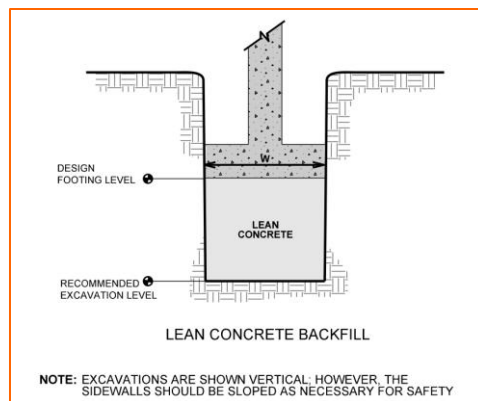 N
W
DESIGN
FOOTING LEVEL
LEAN
CONCRETE
RECOMMENDED
EXCAVATION LEVEL
LEAN CONCRETE BACKFILL
NOTE: EXCAVATIONS ARE SHOWN VERTICAL; HOWEVER, THE
SIDEWALLS SHOULD BE SLOPED AS NECESSARY FOR SAFETY